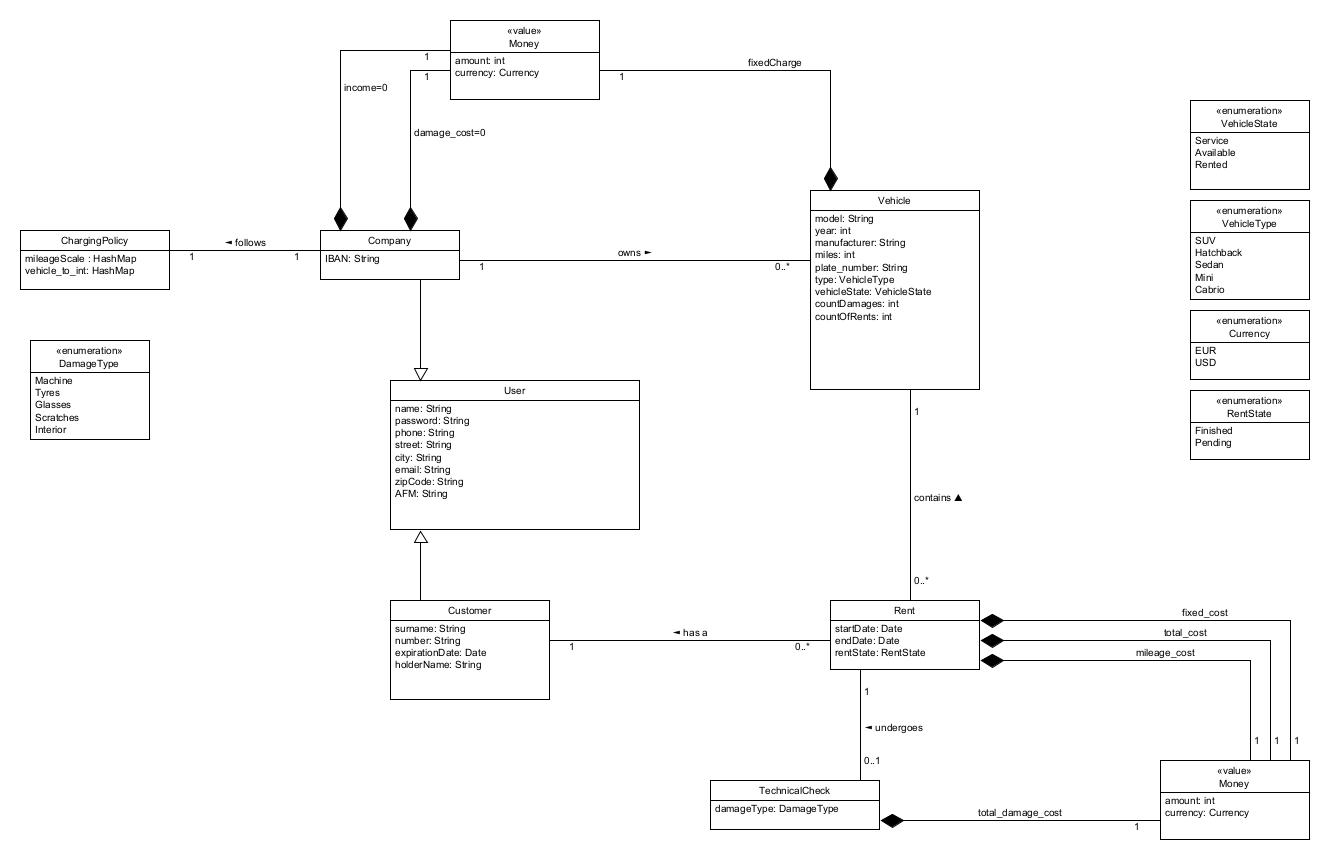 «value»
Money
amount: int
currency: Currency
1
1
1
fixedCharge
income=0
damage_cost=0
«enumeration»
VehicleState
Service
Available
Rented
Vehicle
model: String
year: int
manufacturer: String
miles: int
plate_number: String
type: VehicleType
vehicleState: VehicleState
countDamages: int
countOfRents: int
«enumeration»
VehicleType
SUV
Hatchback
Sedan
Mini
Cabrio
ChargingPolicy
mileageScale : HashMap
vehicle_to_int: HashMap
◄ follows
1
1
Company
IBAN: String
owns ►
1
0..*
«enumeration»
Currency
EUR
USD
«enumeration»
DamageType
Machine
Tyres
Glasses
Scratches
Interior
User
name: String
password: String
phone: String
street: String
city: String
email: String
zipCode: String
AFM: String
«enumeration»
RentState
Finished
Pending
1
contains ▲
0..*
Customer
surname: String
number: String
expirationDate: Date
holderName: String
◄ has a
1
0..*
Rent
startDate: Date
endDate: Date
rentState: RentState
fixed_cost
total_cost
mileage_cost
1
◄ undergoes
0..1
1
1
1
TechnicalCheck
damageType: DamageType
total_damage_cost
1
«value»
Money
amount: int
currency: Currency